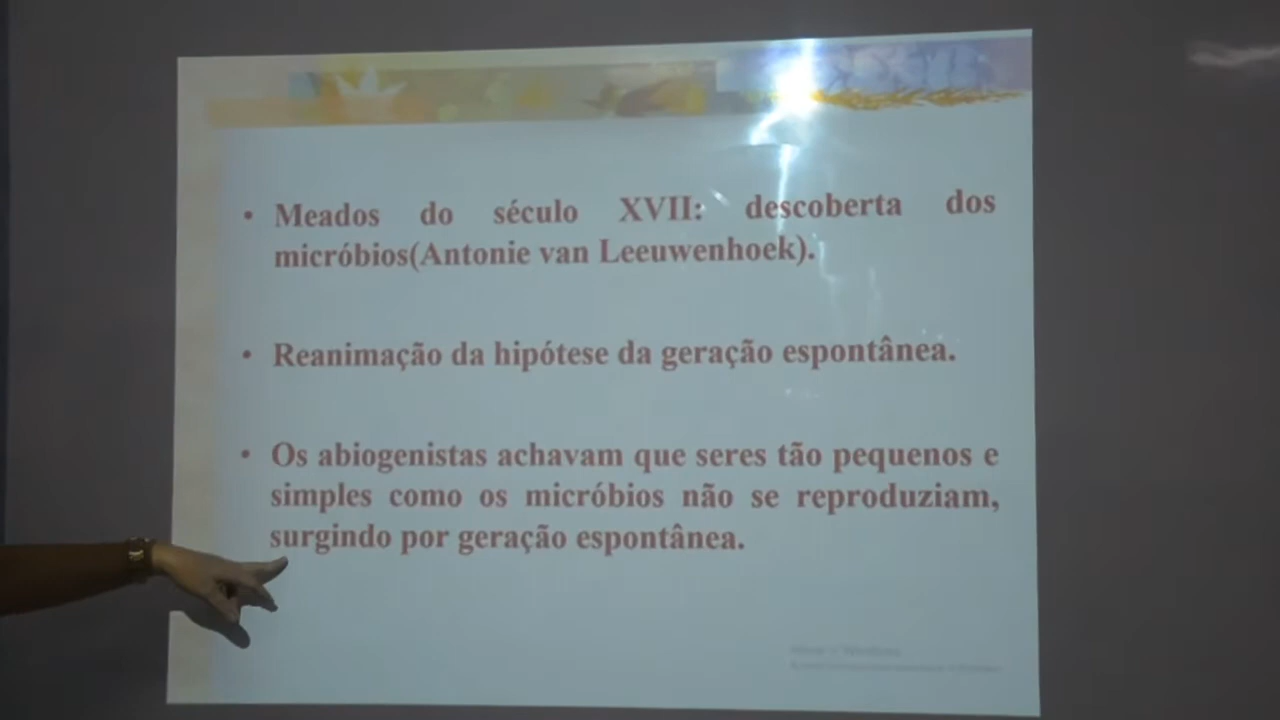 • Meados do século XVII: descoberta dos
micróbios(Antonie van Leeuwenhoek).
• Reanimação da hipótese da geração espontânea.
• Os abiogenistas achavam que seres tão pequenos e
simples como os micróbios não se reproduziam,
surgindo por geração espontânea.